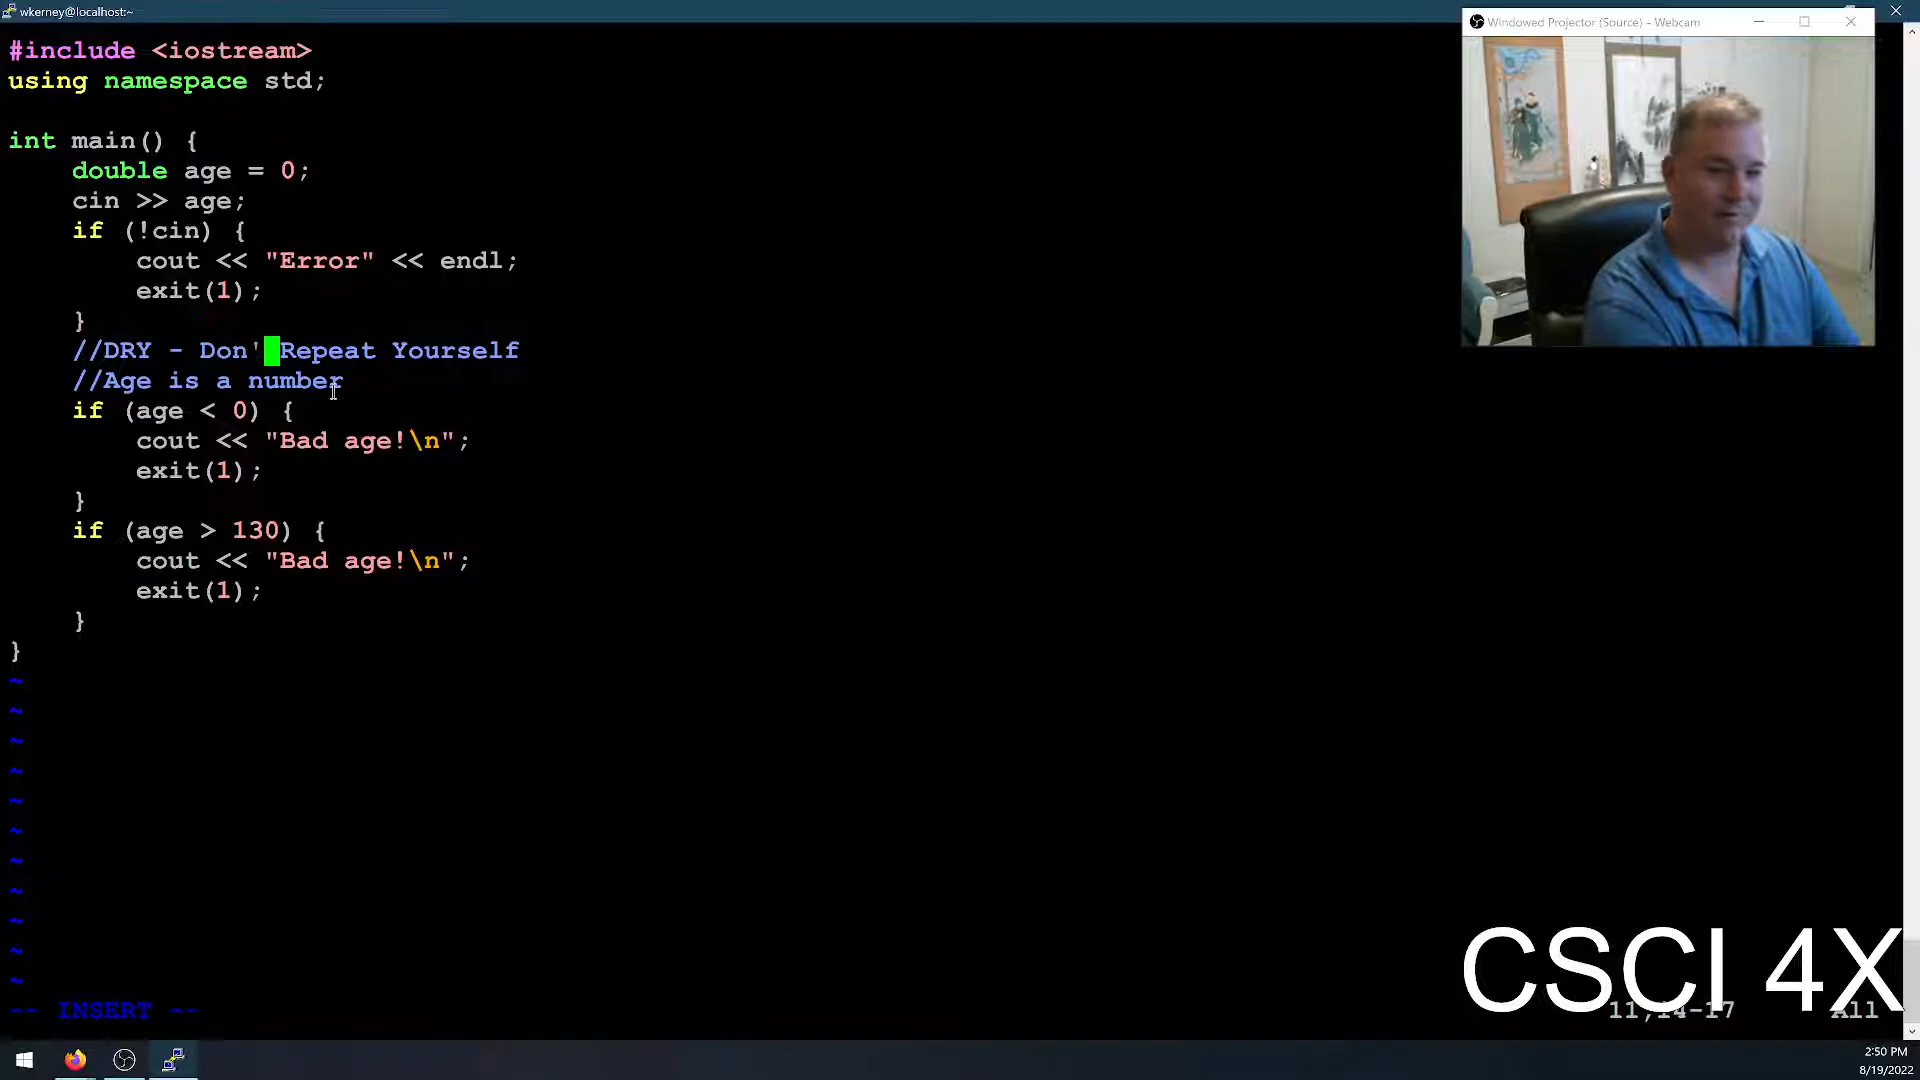 wkerney@localhost:~
Windowed Projector (Source) - Webcam
#include <iostream>
using namespace std;
int main() {
double age = 0;
cin >> age;
if (!cin) {
cout << "Error" << endl;
exit(1);
}
//DRY - Don' Repeat Yourself
//Age is a number
if (age < 0) {
cout << "Bad age!\n";
exit(1);
}
if (age > 130) {
cout << "Bad age!\n";
exit(1);
}
}
~
~
~
~
~
~
~
~
~
~
~
CSCI 4X
-- INSERT --
11,14-17 All
2:50 PM
8/19/2022